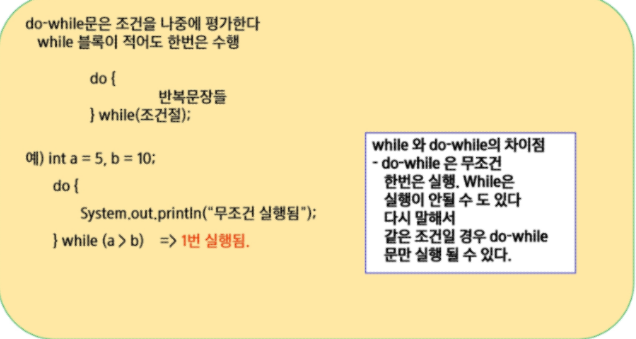 do-while문은 조건을 나중에 평가한다
while 블록이 적어도 한번은 수행
do {
반복문장들
} while(조건절);
예) int a = 5, b = 10;
do {
System.out.println("무조건 실행됨");
} while (a > b) => 1번 실행됨.
while 와 do-while의 차이점
- do-while 은 무조건
한번은 실행. While은
실행이 안될 수 도 있다
다시 말해서
같은 조건일 경우 do-while
문만 실행 될 수 있다.